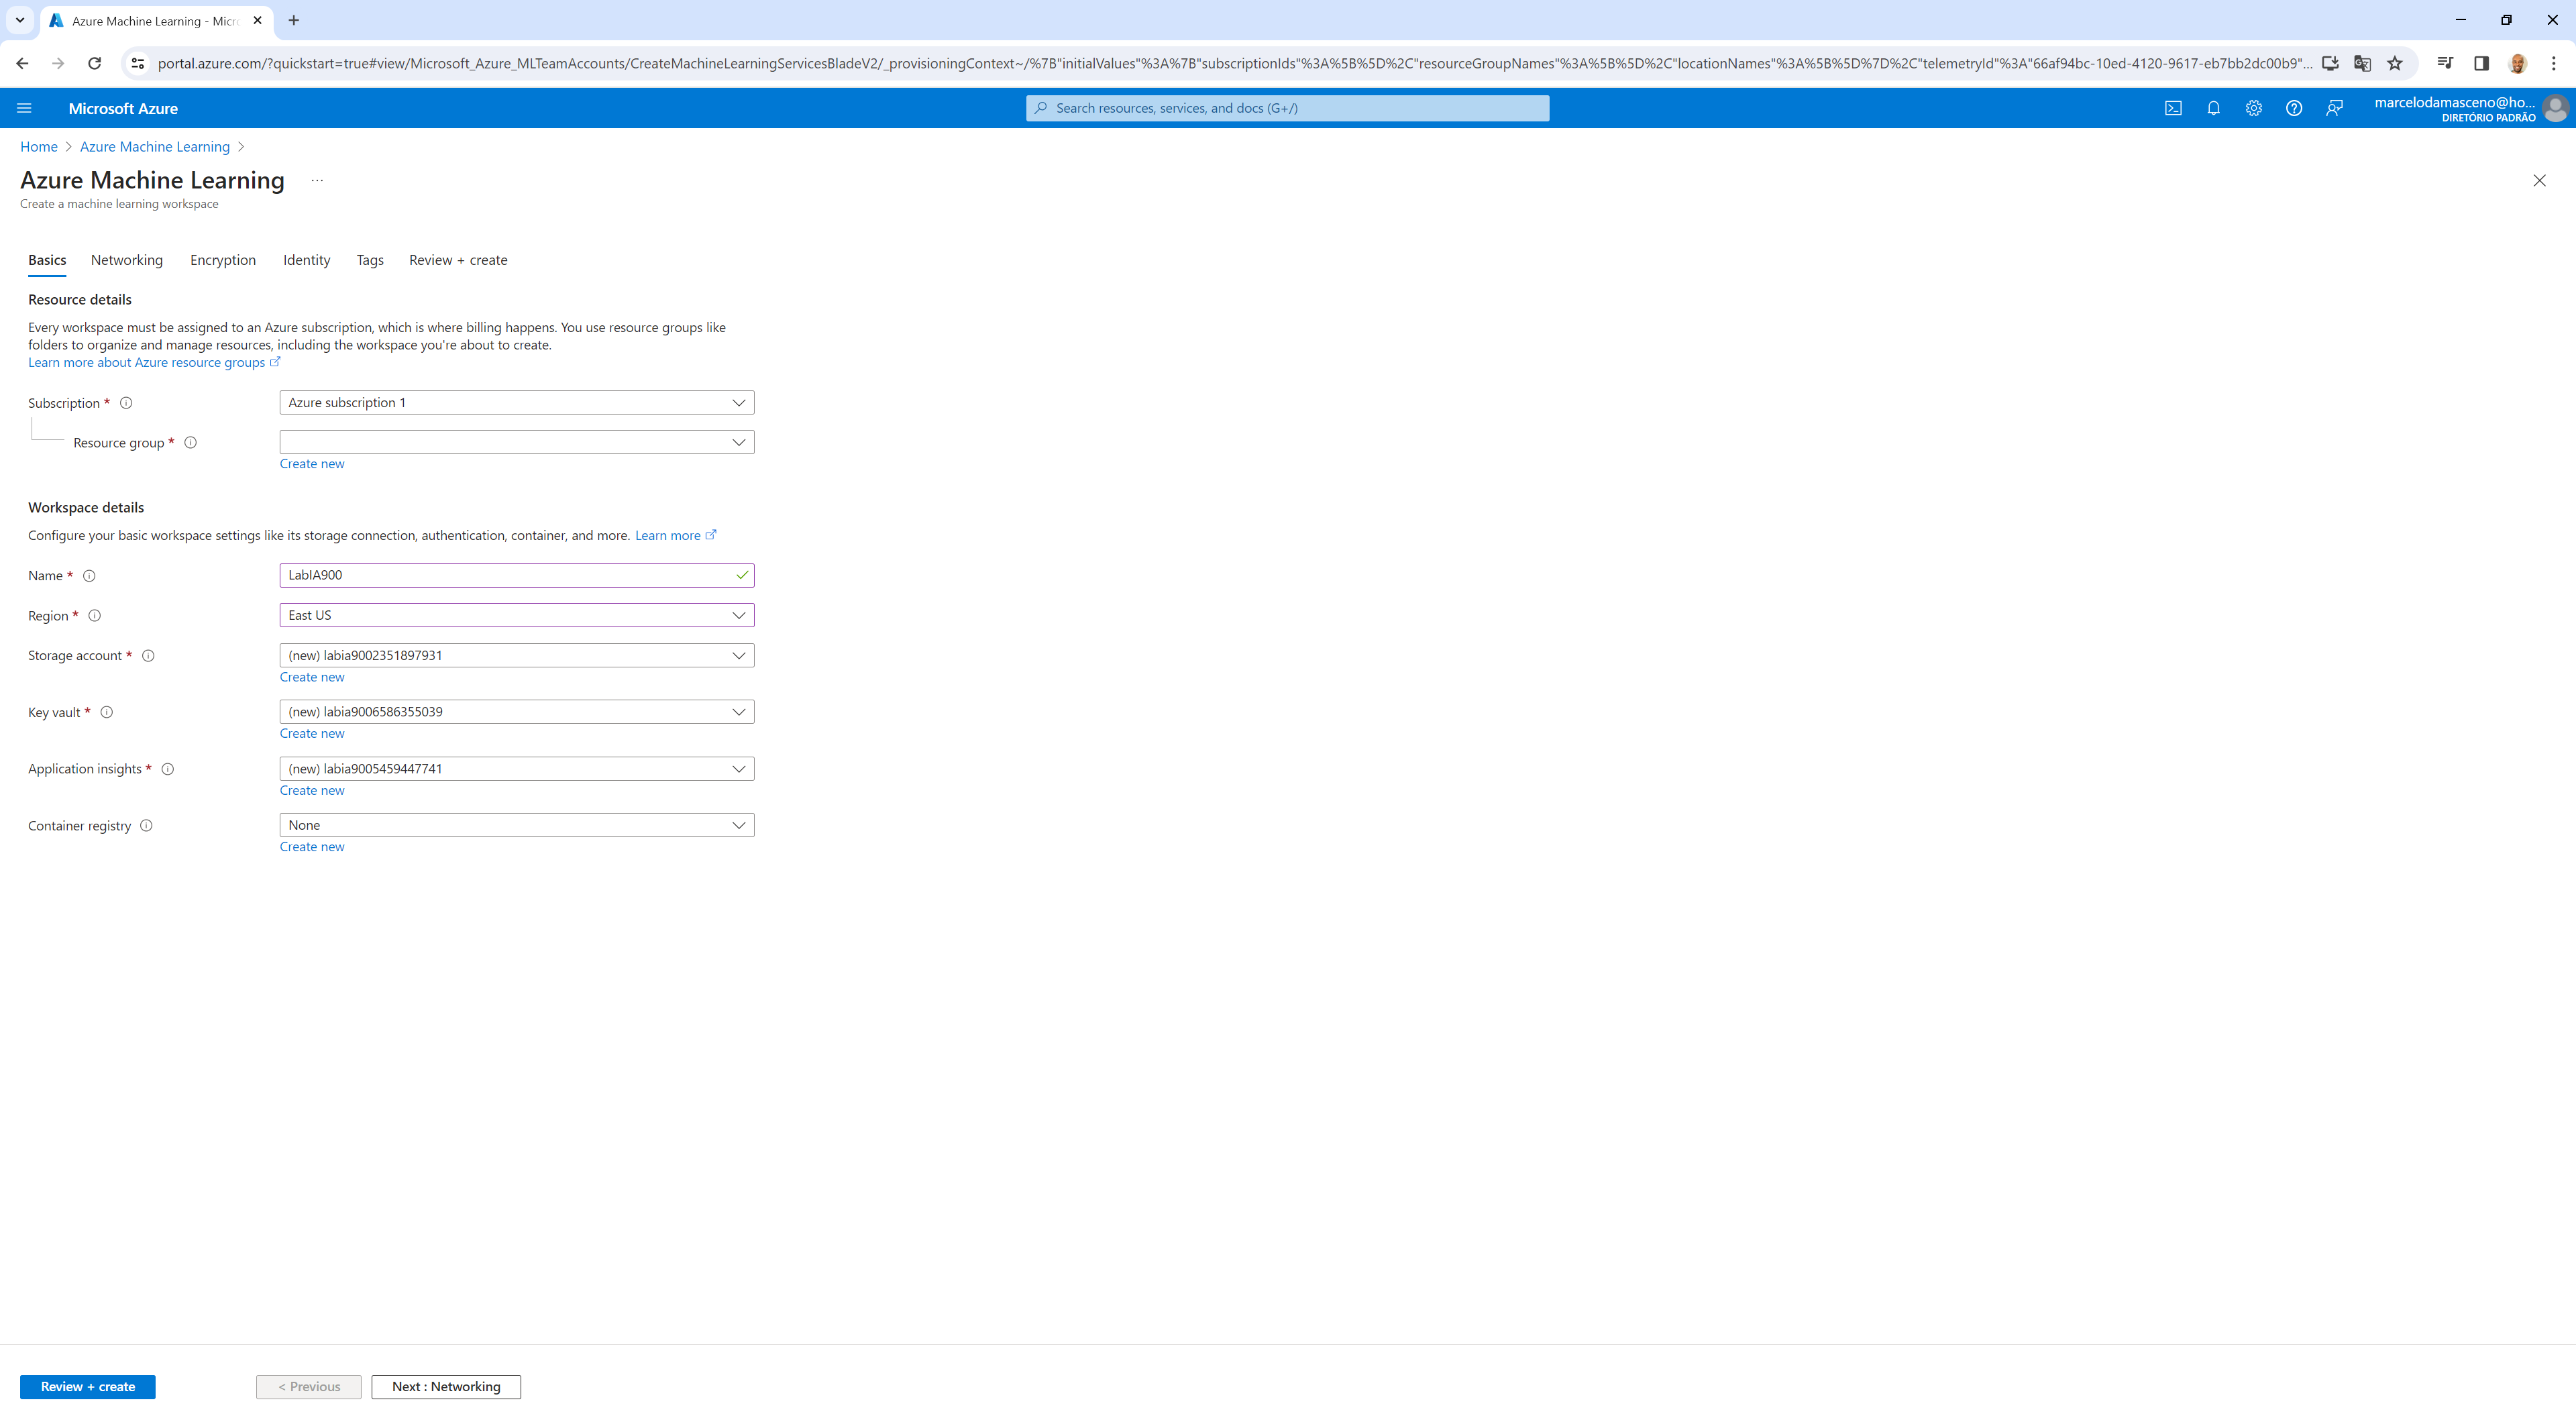 Azure Machine Learning - Micr
portal.azure.com/?quickstart=true#view/Microsoft_Azure_MLTeamAccounts/CreateMachineLearningServicesBladeV2/_provisioningContext~/%7B"initialValues"%3A%7B"subscriptionIds"%3A%5B%5D%2C"resourceGroupNames"%3A%5B%5D%2C"locationNames"%3A%5B%5D%7D%2C"telemetryId"%3A"66af94bc-10ed-4120-9617-eb7bb2dc00b9"...
Microsoft Azure
Search resources, services, and docs (G+/)
marcelodamasceno@ho...
DIRETÓRIO PADRÃO
Home > Azure Machine Learning >
Azure Machine Learning ...
Create a machine learning workspace
Basics Networking Encryption Identity Tags Review + create
Resource details
Every workspace must be assigned to an Azure subscription, which is where billing happens. You use resource groups like
folders to organize and manage resources, including the workspace you're about to create.
Learn more about Azure resource groups
Subscription * Azure subscription 1
Resource group *
Create new
Workspace details
Configure your basic workspace settings like its storage connection, authentication, container, and more. Learn more
Name * LabIA900
Region * East US
Storage account * (new) labia9002351897931
Create new
Key vault * (new) labia9006586355039
Create new
Application insights * (new) labia9005459447741
Create new
Container registry None
Create new
Review + create < Previous Next : Networking